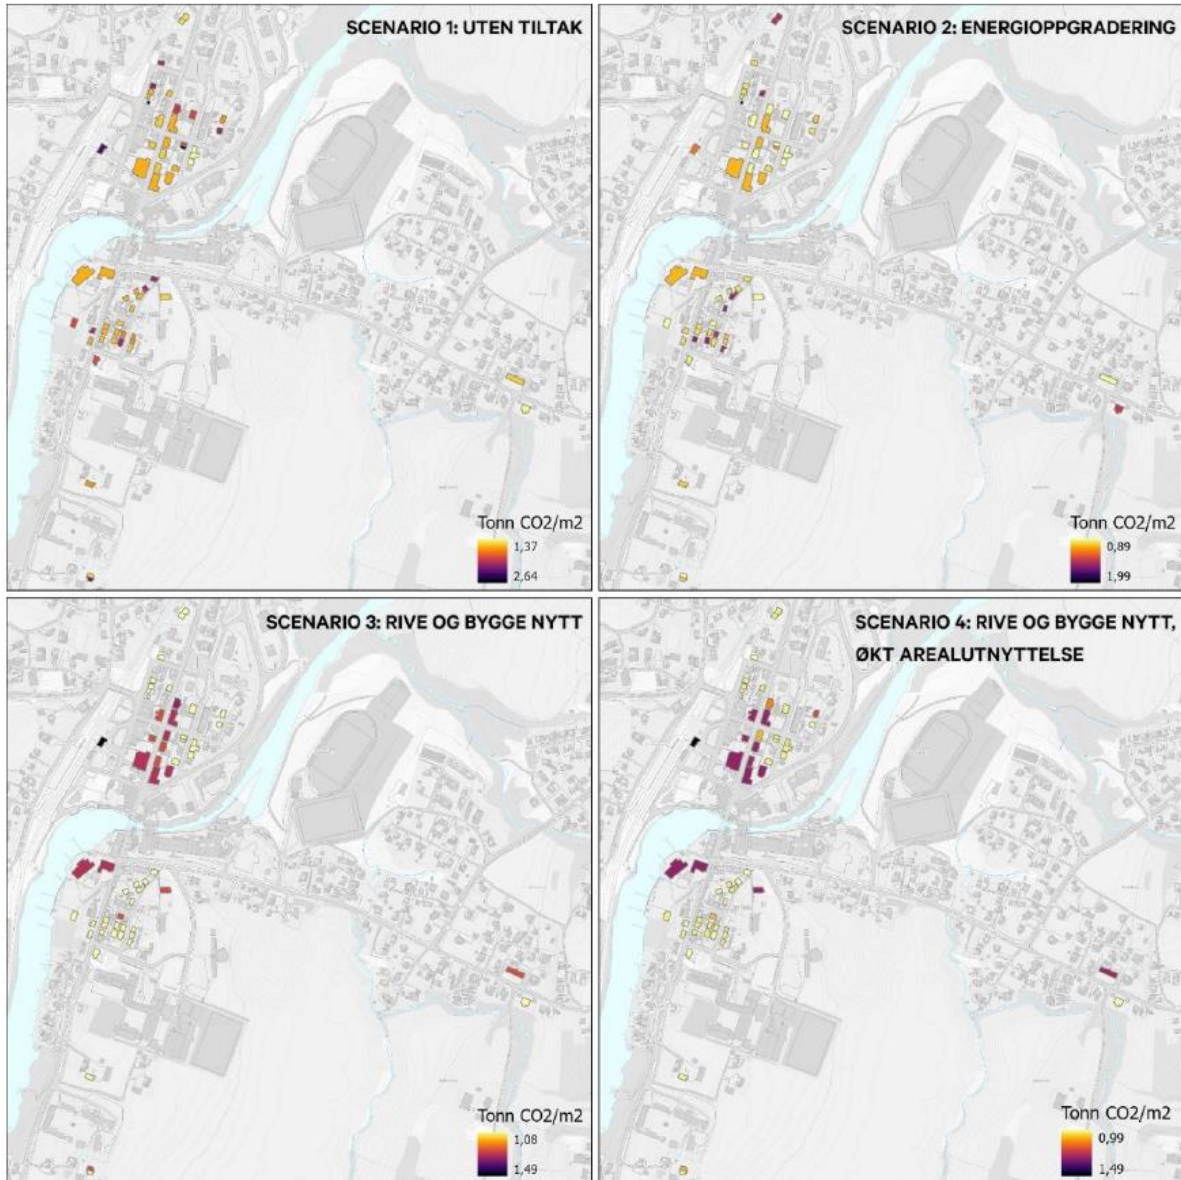 SCENARIO 1: UTEN TILTAK
Tonn CO2/m2
1,37
2,64
SCENARIO 2: ENERGIOPPGRADERING
Tonn CO2/m2
0,89
1,99
SCENARIO 3: RIVE OG BYGGE NYTT
Tonn CO2/m2
1,08
1,49
SCENARIO 4: RIVE OG BYGGE NYTT,
ØKT AREALUTNYTTELSE
Tonn CO2/m2
0,99
1,49